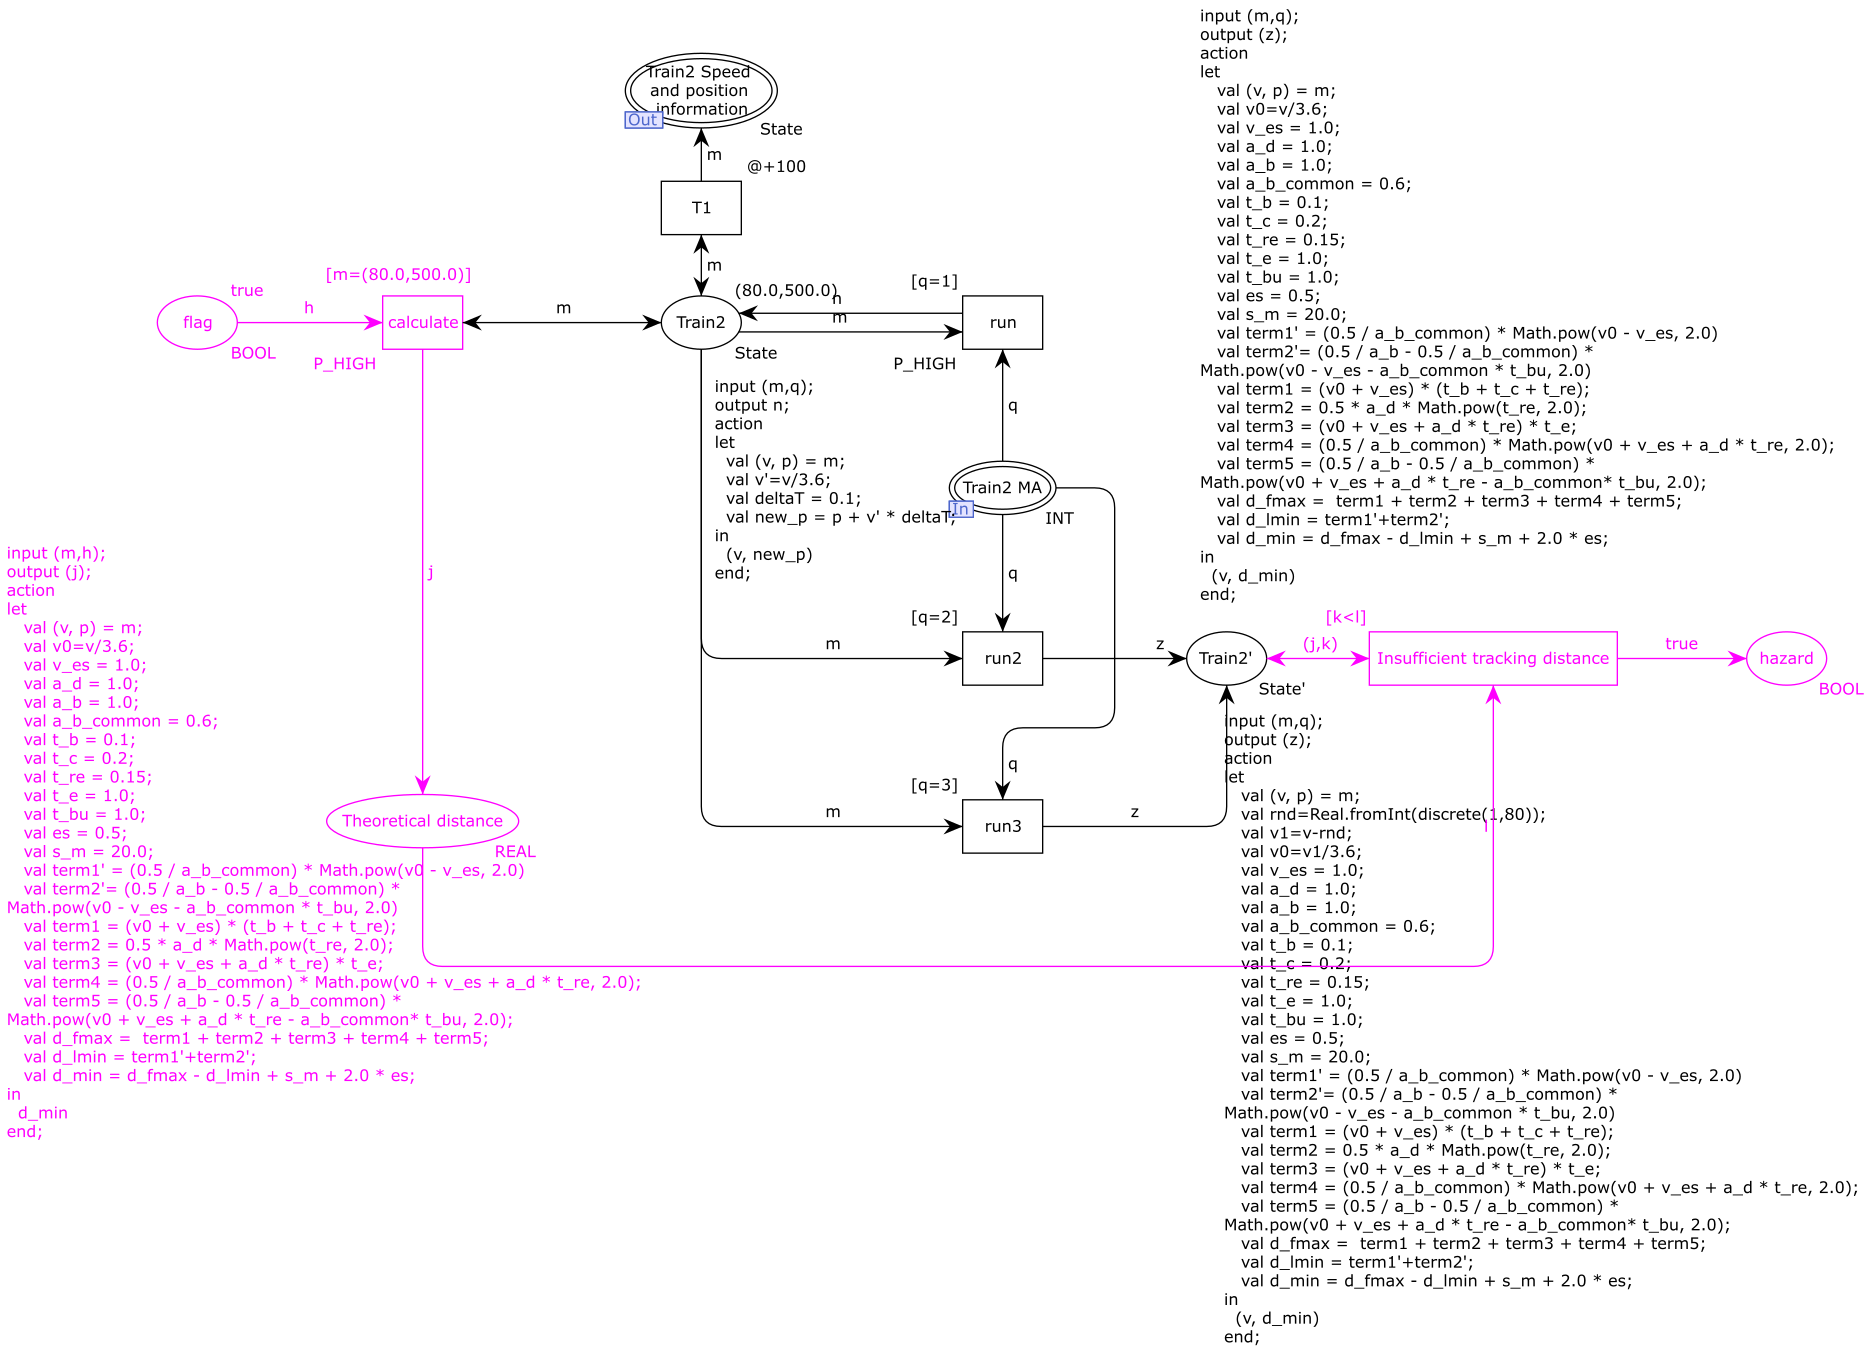 Train2 Speed
and position
information
Out
State
m
@+100
T1
m
[m=(80.0,500.0)]
true
flag
BOOL
h
calculate
P_HIGH
m
Train2
(80.0,500.0)
State
n
m
[q=1]
run
P_HIGH
q
input (m,q);
output n;
action
let
val (v, p) = m;
val v'=v/3.6;
val deltaT = 0.1;
val new_p = p + v' * deltaT;
in
(v, new_p)
end;
Train2 MA
In
INT
q
j
[q=2]
m
run2
z
Train2'
State'
[k<l]
(j,k)
Insufficient tracking distance
true
hazard
BOOL
q
[q=3]
m
run3
z
l
Theoretical distance
REAL
input (m,q);
output (z);
action
let
val (v, p) = m;
val v0=v/3.6;
val v_es = 1.0;
val a_d = 1.0;
val a_b = 1.0;
val a_b_common = 0.6;
val t_b = 0.1;
val t_c = 0.2;
val t_re = 0.15;
val t_e = 1.0;
val t_bu = 1.0;
val es = 0.5;
val s_m = 20.0;
val term1' = (0.5 / a_b_common) * Math.pow(v0 - v_es, 2.0)
val term2'= (0.5 / a_b - 0.5 / a_b_common) *
Math.pow(v0 - v_es - a_b_common * t_bu, 2.0)
val term1 = (v0 + v_es) * (t_b + t_c + t_re);
val term2 = 0.5 * a_d * Math.pow(t_re, 2.0);
val term3 = (v0 + v_es + a_d * t_re) * t_e;
val term4 = (0.5 / a_b_common) * Math.pow(v0 + v_es + a_d * t_re, 2.0);
val term5 = (0.5 / a_b - 0.5 / a_b_common) *
Math.pow(v0 + v_es + a_d * t_re - a_b_common* t_bu, 2.0);
val d_fmax =  term1 + term2 + term3 + term4 + term5;
val d_lmin = term1'+term2';
val d_min = d_fmax - d_lmin + s_m + 2.0 * es;
in
(v, d_min)
end;
input (m,h);
output (j);
action
let
val (v, p) = m;
val v0=v/3.6;
val v_es = 1.0;
val a_d = 1.0;
val a_b = 1.0;
val a_b_common = 0.6;
val t_b = 0.1;
val t_c = 0.2;
val t_re = 0.15;
val t_e = 1.0;
val t_bu = 1.0;
val es = 0.5;
val s_m = 20.0;
val term1' = (0.5 / a_b_common) * Math.pow(v0 - v_es, 2.0)
val term2'= (0.5 / a_b - 0.5 / a_b_common) *
Math.pow(v0 - v_es - a_b_common * t_bu, 2.0)
val term1 = (v0 + v_es) * (t_b + t_c + t_re);
val term2 = 0.5 * a_d * Math.pow(t_re, 2.0);
val term3 = (v0 + v_es + a_d * t_re) * t_e;
val term4 = (0.5 / a_b_common) * Math.pow(v0 + v_es + a_d * t_re, 2.0);
val term5 = (0.5 / a_b - 0.5 / a_b_common) *
Math.pow(v0 + v_es + a_d * t_re - a_b_common* t_bu, 2.0);
val d_fmax =  term1 + term2 + term3 + term4 + term5;
val d_lmin = term1'+term2';
val d_min = d_fmax - d_lmin + s_m + 2.0 * es;
in
d_min
end;
input (m,q);
output (z);
action
let
val (v, p) = m;
val rnd=Real.fromInt(discrete(1,80));
val v1=v-rnd;
val v0=v1/3.6;
val v_es = 1.0;
val a_d = 1.0;
val a_b = 1.0;
val a_b_common = 0.6;
val t_b = 0.1;
val t_c = 0.2;
val t_re = 0.15;
val t_e = 1.0;
val t_bu = 1.0;
val es = 0.5;
val s_m = 20.0;
val term1' = (0.5 / a_b_common) * Math.pow(v0 - v_es, 2.0)
val term2'= (0.5 / a_b - 0.5 / a_b_common) *
Math.pow(v0 - v_es - a_b_common * t_bu, 2.0)
val term1 = (v0 + v_es) * (t_b + t_c + t_re);
val term2 = 0.5 * a_d * Math.pow(t_re, 2.0);
val term3 = (v0 + v_es + a_d * t_re) * t_e;
val term4 = (0.5 / a_b_common) * Math.pow(v0 + v_es + a_d * t_re, 2.0);
val term5 = (0.5 / a_b - 0.5 / a_b_common) *
Math.pow(v0 + v_es + a_d * t_re - a_b_common* t_bu, 2.0);
val d_fmax =  term1 + term2 + term3 + term4 + term5;
val d_lmin = term1'+term2';
val d_min = d_fmax - d_lmin + s_m + 2.0 * es;
in
(v, d_min)
end;